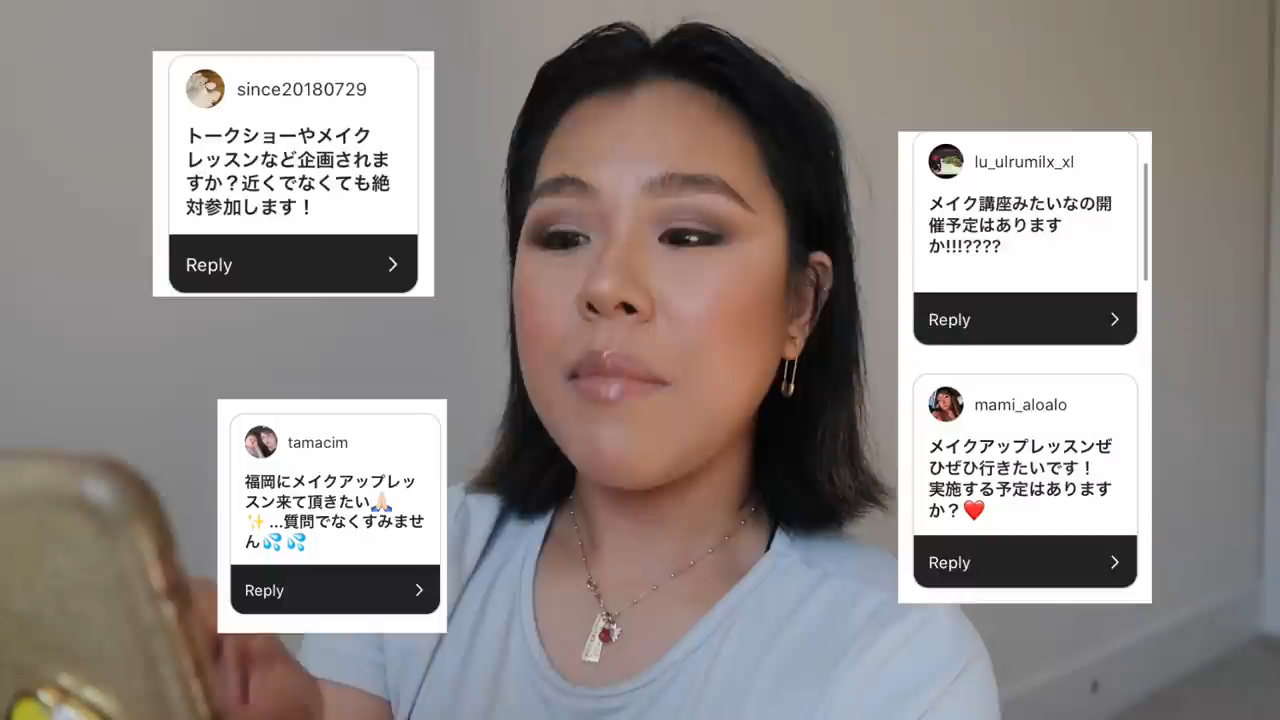 since20180729
トークショーやメイク
レッスンなど企画されま
すか？近くでなくても絶
対参加します！
Reply
tamacim
福岡にメイクアップレッ
スン来て頂きたい🙏🏻
✨ ...質問でなくすみませ
ん💦 💦
Reply
lu_ulrumilx_xl
メイク講座みたいなの開
催予定はあります
か!!!????
Reply
mami_aloalo
メイクアップレッスンぜ
ひぜひ行きたいです！
実施する予定はあります
か？❤️
Reply